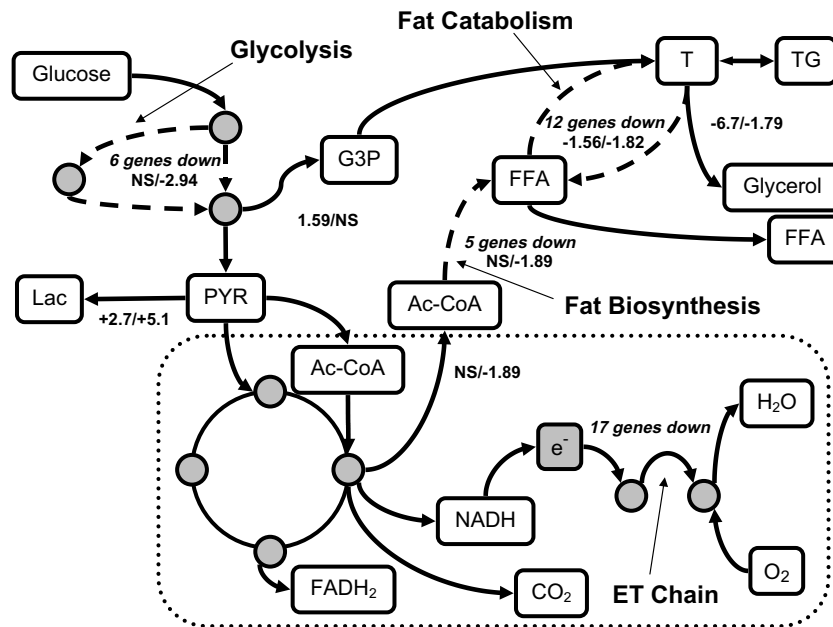 Fat Catabolism
Glycolysis
Glucose
T
TG
6 genes down
NS/-2.94
G3P
12 genes down
-1.56/-1.82
-6.7/-1.79
FFA
Glycerol
1.59/NS
FFA
5 genes down
NS/-1.89
Lac
PYR
+2.7/+5.1
Ac-CoA
Fat Biosynthesis
Ac-CoA
NS/-1.89
H₂O
17 genes down
e⁻
NADH
FADH₂
CO₂
ET Chain
O₂